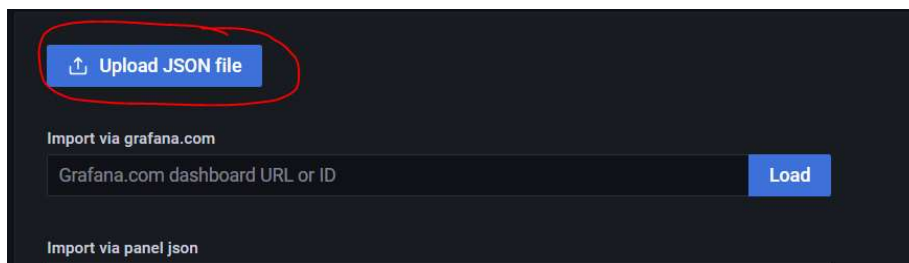 Upload JSON file
Import via grafana.com
Grafana.com dashboard URL or ID Load
Import via panel json